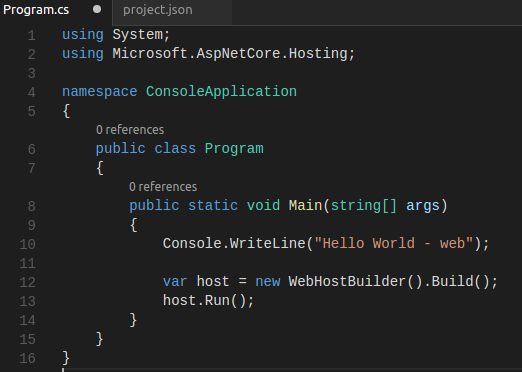 Program.cs project.json
1 using System;
2 using Microsoft.AspNetCore.Hosting;
3
4 namespace ConsoleApplication
5 {
0 references
6 public class Program
7 {
0 references
8 public static void Main(string[] args)
9 {
10 Console.WriteLine("Hello World - web");
11
12 var host = new WebHostBuilder().Build();
13 host.Run();
14 }
15 }
16 }